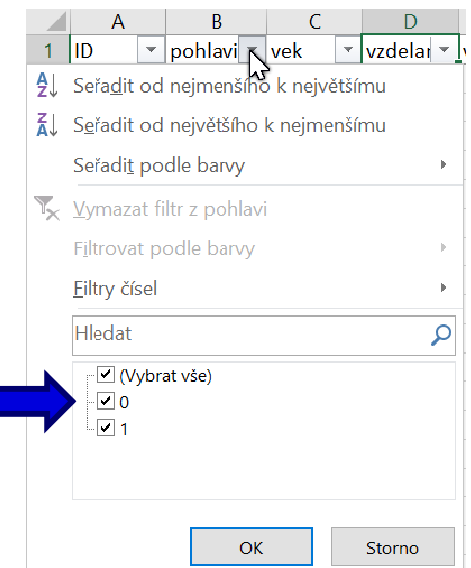 A B C D
1 ID pohlavi vek vzdelar
Seřadit od nejmenšího k největšímu
Seřadit od největšího k nejmenšímu
Seřadit podle barvy
Vymazat filtr z pohlavi
Filtrovat podle barvy
Filtry čísel
Hledat
(Vybrat vše)
0
1
OK Storno